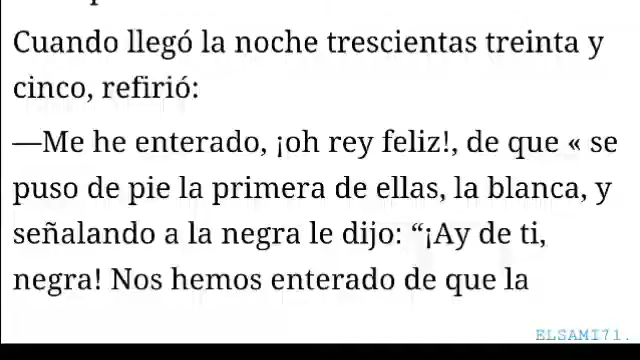 Cuando llegó la noche trescientas treinta y
cinco, refirió:
—Me he enterado, ¡oh rey feliz!, de que « se
puso de pie la primera de ellas, la blanca, y
señalando a la negra le dijo: “¡Ay de ti,
negra! Nos hemos enterado de que la
ELSAMI71.